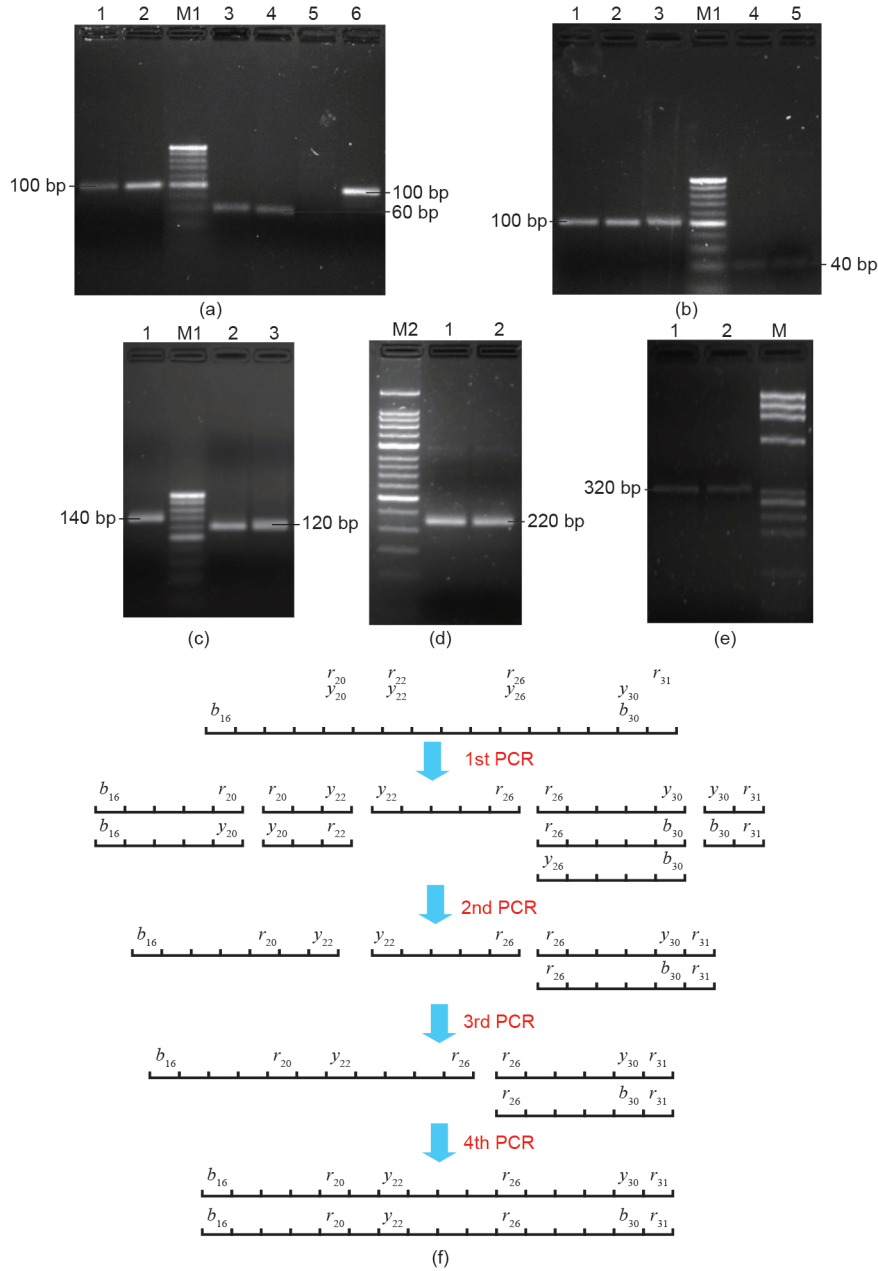 1 2 M1 3 4 5 6
100 bp
100 bp
60 bp
(a)
1 2 3 M1 4 5
100 bp
40 bp
(b)
1 M1 2 3
140 bp
120 bp
(c)
M2 1 2
220 bp
(d)
1 2 M
320 bp
(e)
r20 r22 r26 r31
y20 y22 y26 y30
b16 b30
1st PCR
b16 r20 r20 y22 y22 r26 r26 y30 y30 r31
b16 y20 y20 r22 r26 b30 b30 r31
y26 b30
2nd PCR
b16 r20 y22 y22 r26 r26 y30 r31
r26 b30 r31
3rd PCR
b16 r20 y22 r26 r26 y30 r31
r26 b30 r31
4th PCR
b16 r20 y22 r26 y30 r31
b16 r20 y22 r26 b30 r31
(f)